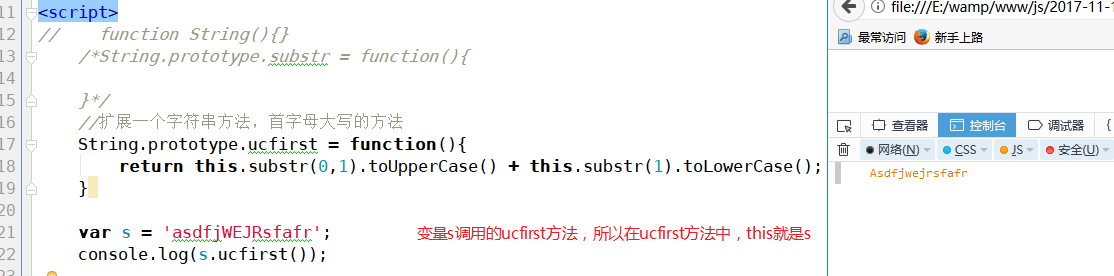 11 <script>
12 //    function String(){}
13     /*String.prototype.substr = function(){
14
15     }*/
16     //扩展一个字符串方法，首字母大写的方法
17     String.prototype.ucfirst = function(){
18         return this.substr(0,1).toUpperCase() + this.substr(1).toLowerCase();
19     }
20
21     var s = 'asdfjWEJRsfafr';
变量s调用的ucfirst方法，所以在ucfirst方法中，this就是s
22     console.log(s.ucfirst());
23
file:///E:/wamp/www/js/2017-11-1
最常访问 新手上路
查看器 控制台 调试器 {
网络(N) CSS JS 安全(U)
Asdfjwejrsfafr